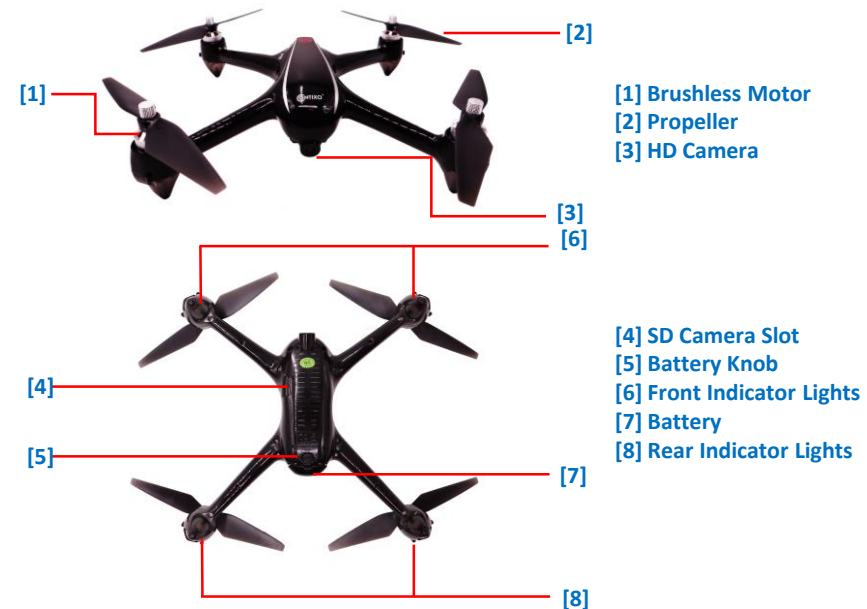 [2]
[1]
CONTIXO
[1] Brushless Motor
[2] Propeller
[3] HD Camera
[3]
[6]
[4] SD Camera Slot
[5] Battery Knob
[6] Front Indicator Lights
[7] Battery
[8] Rear Indicator Lights
[4]
[5]
[7]
[8]